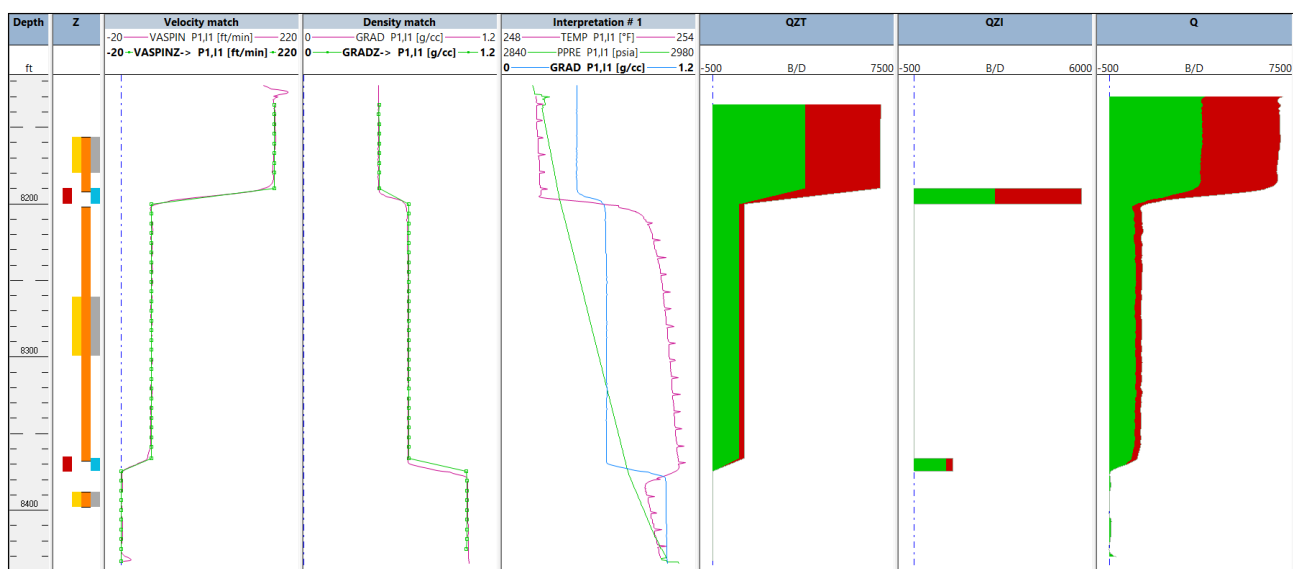 Depth Z Velocity match Density match Interpretation # 1 QZT QZI Q
-20 VASPIN P1,I1 [ft/min] 220 0 GRAD P1,I1 [g/cc] 1.2 248 TEMP P1,I1 [°F] 254
-20 VASPINZ-> P1,I1 [ft/min] 220 0 GRADZ-> P1,I1 [g/cc] 1.2 2840 PPRE P1,I1 [psia] 2980
ft 0 GRAD P1,I1 [g/cc] 1.2 -500 B/D 7500 -500 B/D 6000 -500 B/D 7500
8200
8300
8400